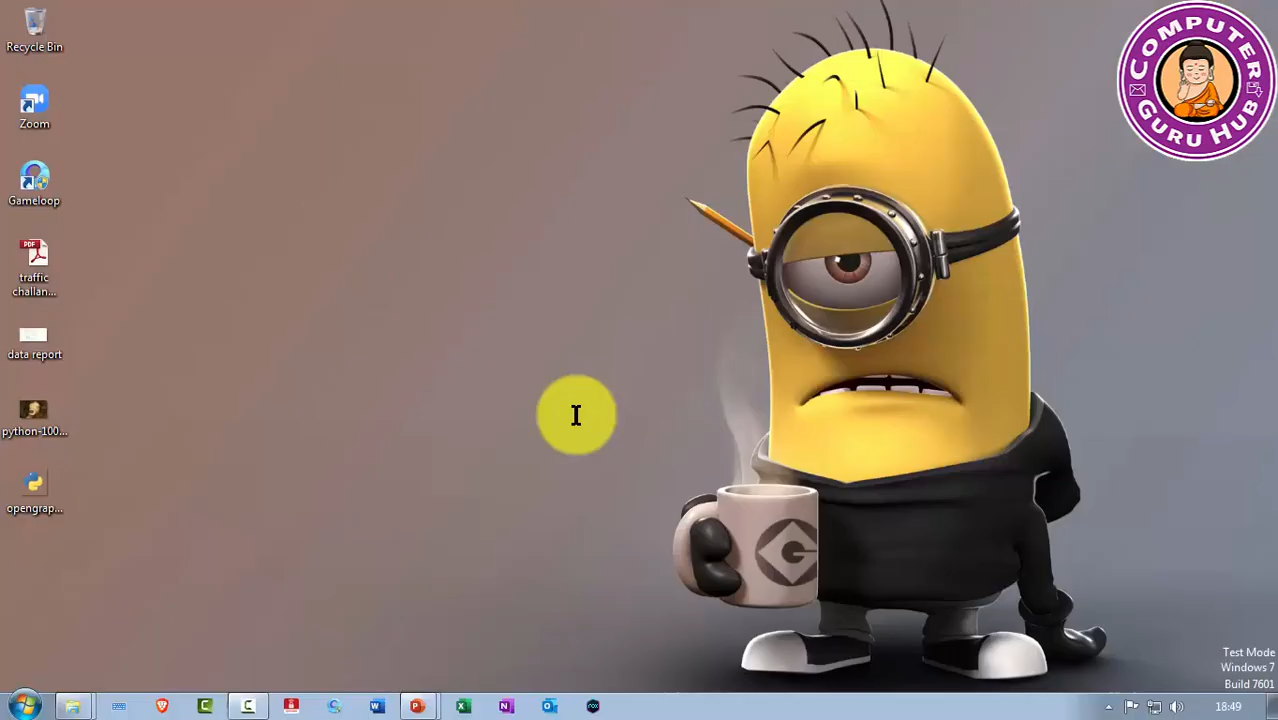 Recycle Bin
Zoom
Gameloop
PDF
traffic
challan...
data report
python-100...
opengrap...
COMPUTER
GURU HUB
G
Test Mode
Windows 7
Build 7601
18:49